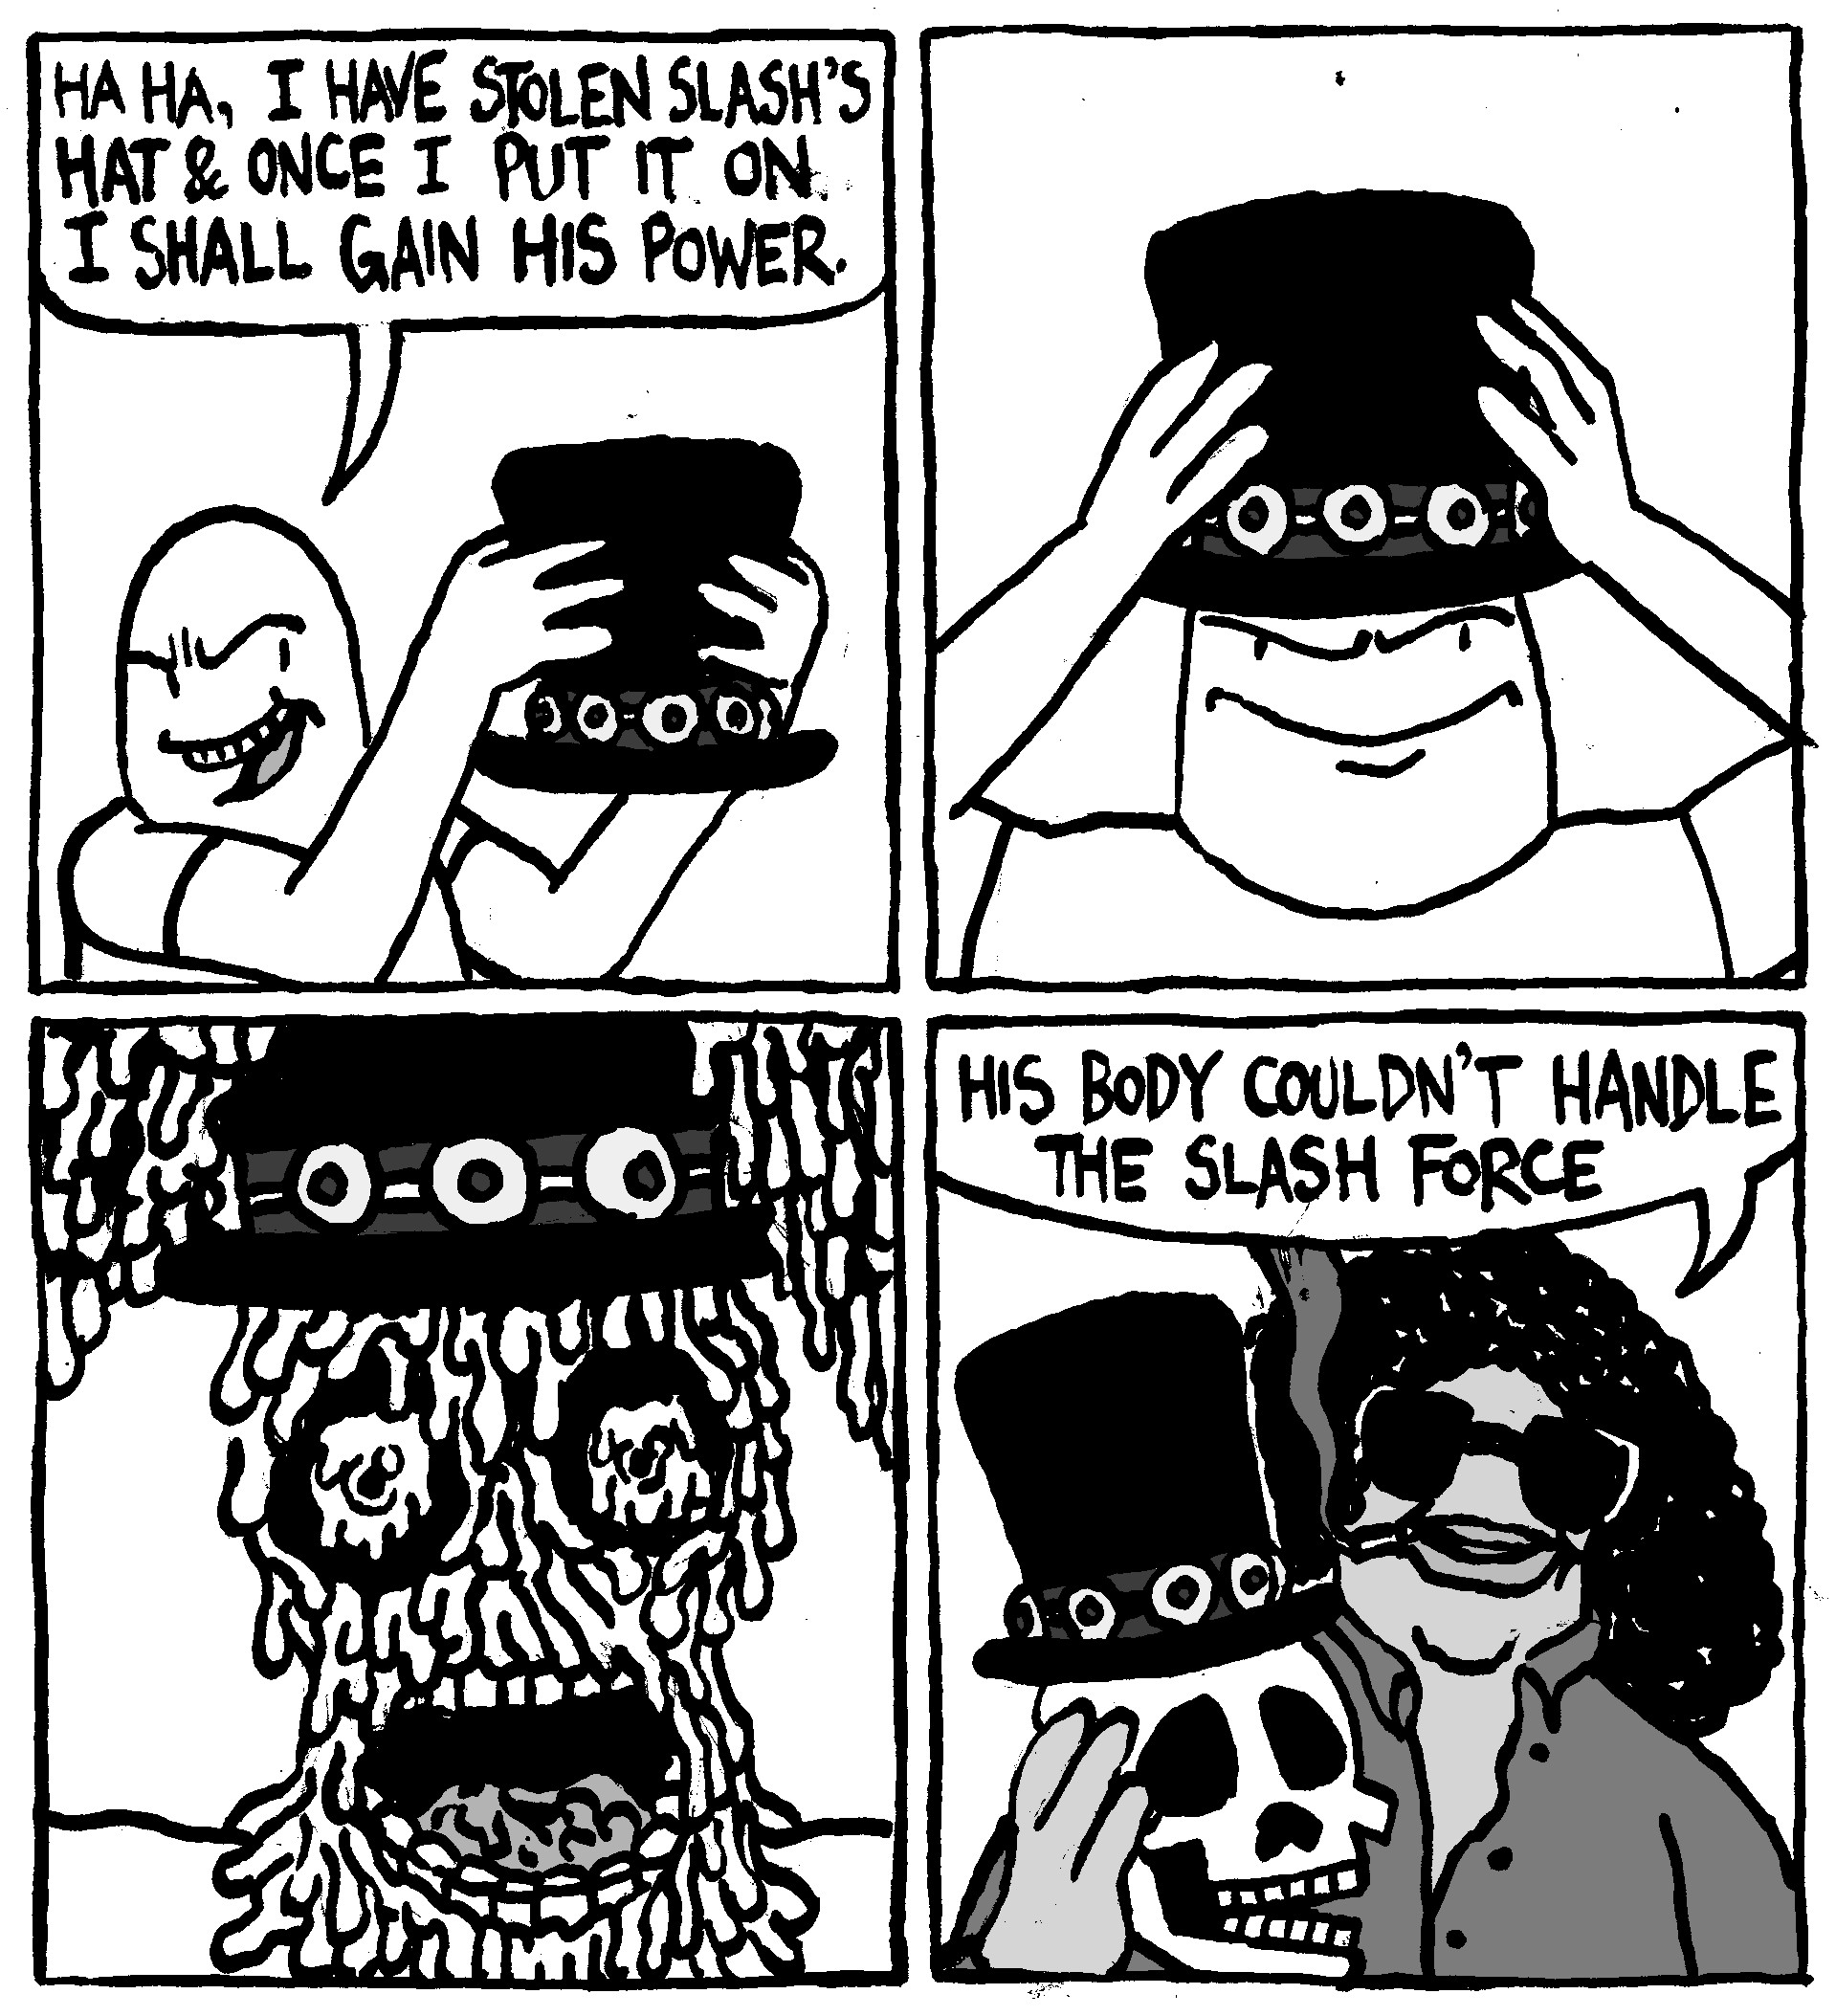 HA HA, I HAVE STOLEN SLASH'S
HAT & ONCE I PUT IT ON
I SHALL GAIN HIS POWER.
HIS BODY COULDN'T HANDLE
THE SLASH FORCE